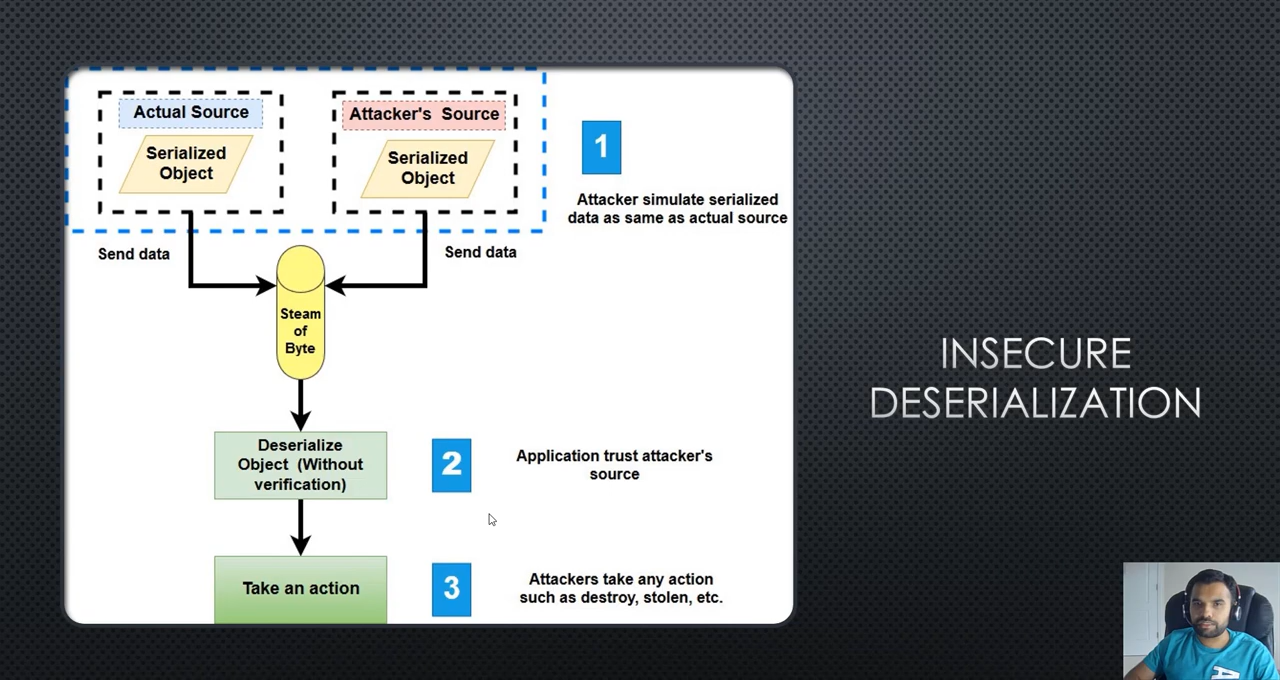 Actual Source
Serialized
Object
Attacker's Source
Serialized
Object
1
Attacker simulate serialized
data as same as actual source
Send data
Send data
Steam
of
Byte
Deserialize
Object (Without
verification)
2
Application trust attacker's
source
Take an action
3
Attackers take any action
such as destroy, stolen, etc.
INSECURE
DESERIALIZATION